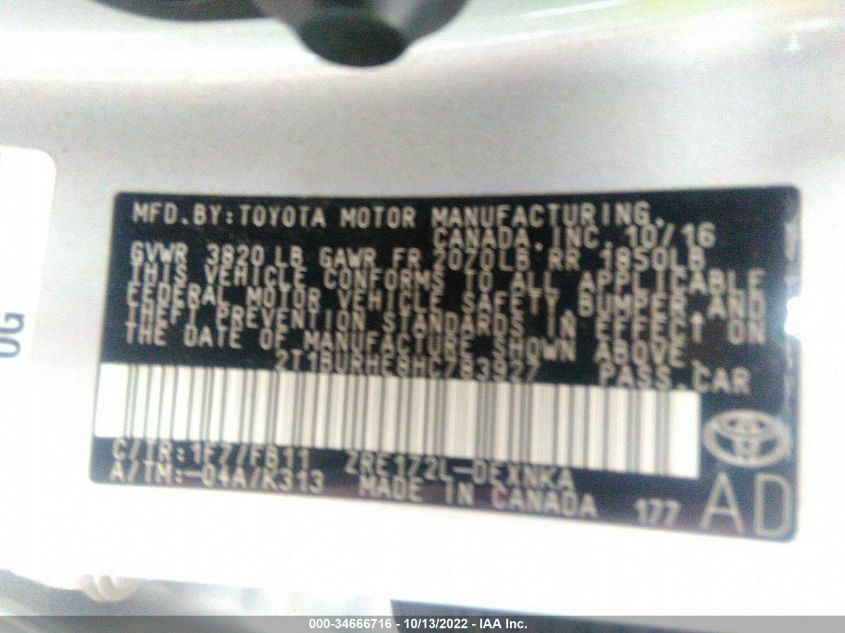 MFD.BY:TOYOTA MOTOR MANUFACTURING.
CANADA, INC. 10/16
GVWR 3820 LB GAWR FR 2070LB RR 1850LB
THIS VEHICLE CONFORMS TO ALL APPLICABLE
FEDERAL MOTOR VEHICLE SAFETY, BUMPER, AND
THEFT PREVENTION STANDARDS IN EFFECT ON
THE DATE OF MANUFACTURE SHOWN ABOVE.
2T1BURHE8HC783927 PASS.CAR
C/TR:1F7/FB11 ZRE172L-DEXNKA
A/TM:-04A/K313 MADE IN CANADA 177
AD
000-34666716 - 10/13/2022 - IAA Inc.